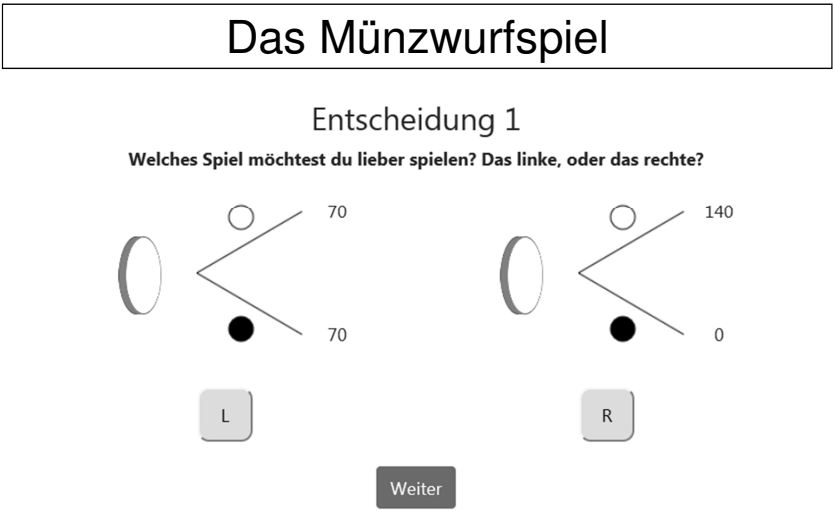 Das Münzwurfspiel
Entscheidung 1
Welches Spiel möchtest du lieber spielen? Das linke, oder das rechte?
70
140
70
0
L
R
Weiter